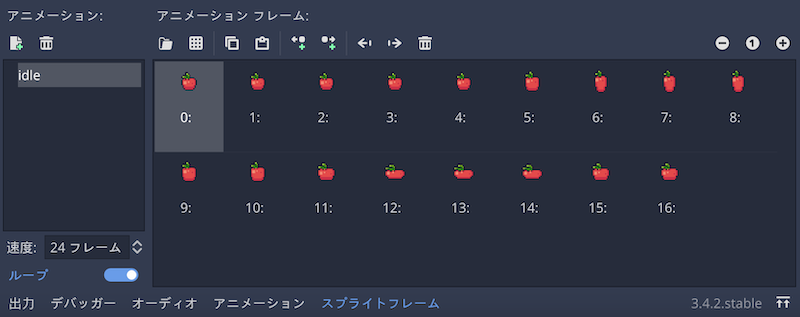 アニメーション: アニメーション フレーム:
idle
0: 1: 2: 3: 4: 5: 6: 7: 8:
9: 10: 11: 12: 13: 14: 15: 16:
速度: 24 フレーム
ループ
出力 デバッガー オーディオ アニメーション スプライトフレーム 3.4.2.stable